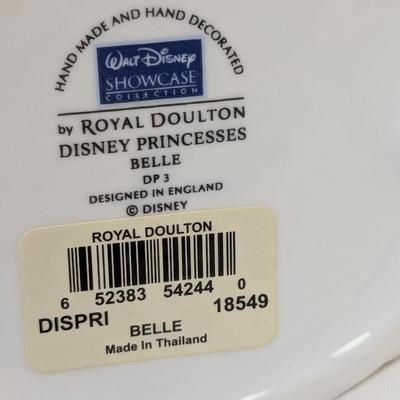 HAND MADE AND HAND DECORATED
WALT DISNEY
SHOWCASE
COLLECTION
by ROYAL DOULTON
DISNEY PRINCESSES
BELLE
DP 3
DESIGNED IN ENGLAND
© DISNEY
ROYAL DOULTON
6 52383 54244 0
DISPRI 18549
BELLE
Made In Thailand